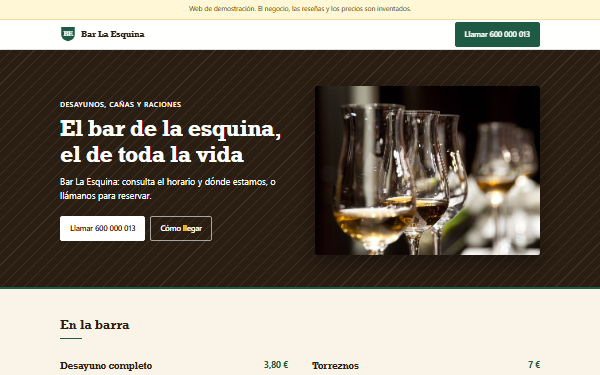 Web de demostración. El negocio, las reseñas y los precios son inventados.
BE Bar La Esquina
Llamar 600 000 013
DESAYUNOS, CAÑAS Y RACIONES
El bar de la esquina,
el de toda la vida
Bar La Esquina: consulta el horario y dónde estamos, o
llámanos para reservar.
Llamar 600 000 013
Cómo llegar
En la barra
Desayuno completo 3,80 €
Torreznos 7 €